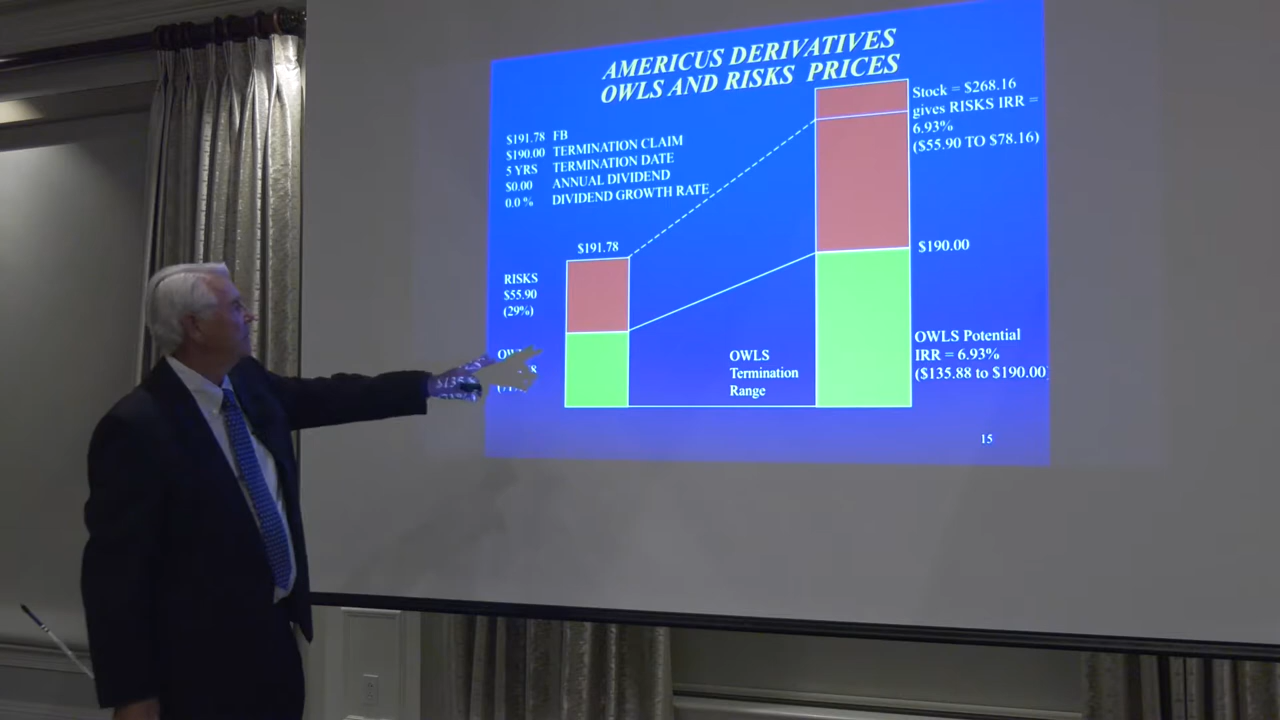 AMERICUS DERIVATIVES
OWLS AND RISKS PRICES
$191.78 FB
$190.00 TERMINATION CLAIM
5 YRS TERMINATION DATE
$0.00 ANNUAL DIVIDEND
0.0 % DIVIDEND GROWTH RATE
$191.78
RISKS
$55.90
(29%)
OWLS
Termination
Range
Stock = $268.16
gives RISKS IRR =
6.93%
($55.90 TO $78.16)
$190.00
OWLS Potential
IRR = 6.93%
($135.88 to $190.00)
15